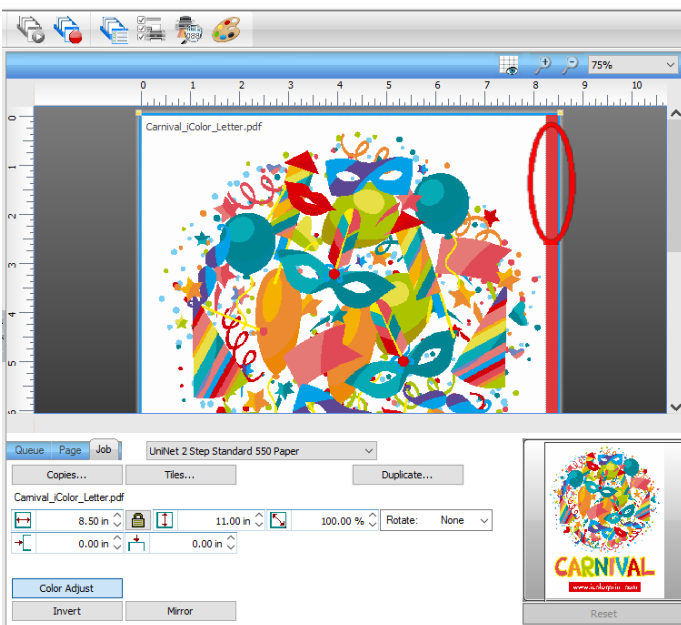 75%
0 1 2 3 4 5 6 7 8 9 10
0
1
2
3
4
5
6
Carnival_iColor_Letter.pdf
Queue Page Job UniNet 2 Step Standard 550 Paper
Copies... Tiles... Duplicate...
Carnival_iColor_Letter.pdf
8.50 in 11.00 in 100.00 % Rotate: None
0.00 in 0.00 in
Color Adjust
Invert Mirror
CARNIVAL
Reset